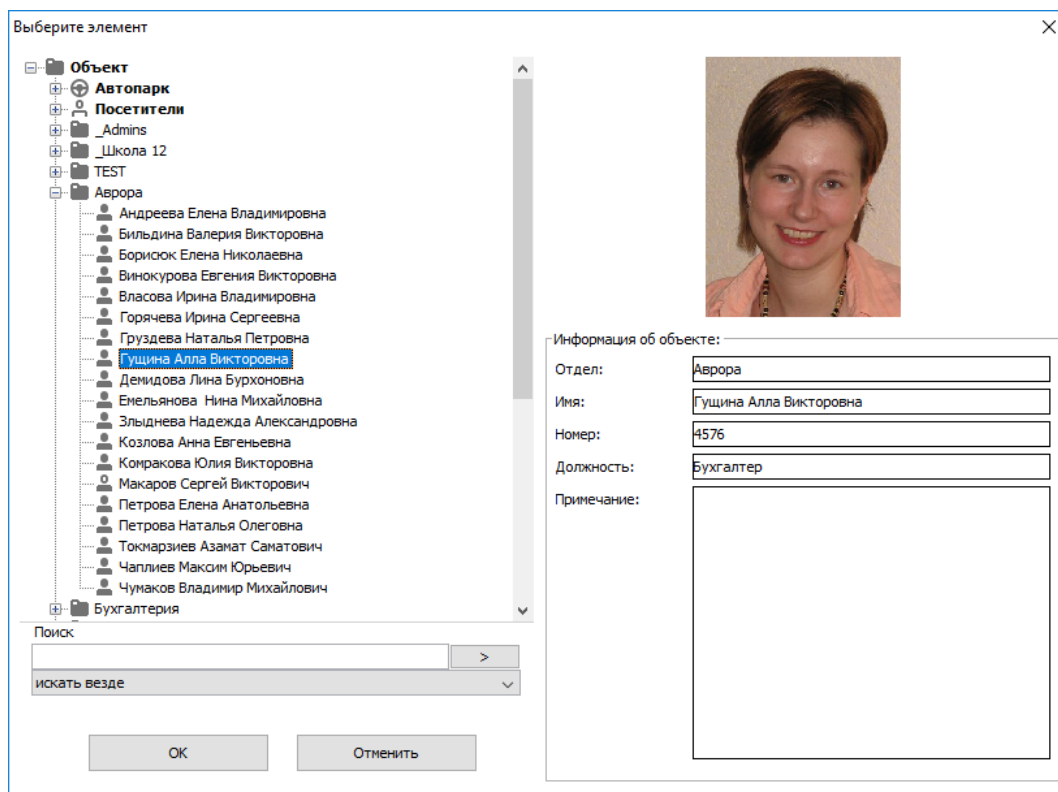 Выберите элемент
Объект
Автопарк
Посетители
_Admins
_Школа 12
TEST
Аврора
Андреева Елена Владимировна
Бильдина Валерия Викторовна
Борисюк Елена Николаевна
Винокурова Евгения Викторовна
Власова Ирина Владимировна
Горячева Ирина Сергеевна
Груздева Наталья Петровна
Гущина Алла Викторовна
Демидова Лина Бурхоновна
Емельянова  Нина Михайловна
Злыднева Надежда Александровна
Козлова Анна Евгеньевна
Комракова Юлия Викторовна
Макаров Сергей Викторович
Петрова Елена Анатольевна
Петрова Наталья Олеговна
Токмарзиев Азамат Саматович
Чаплиев Максим Юрьевич
Чумаков Владимир Михайлович
Бухгалтерия
Поиск
>
искать везде
ОК
Отменить
Информация об объекте:
Отдел: Аврора
Имя: Гущина Алла Викторовна
Номер: 4576
Должность: Бухгалтер
Примечание: